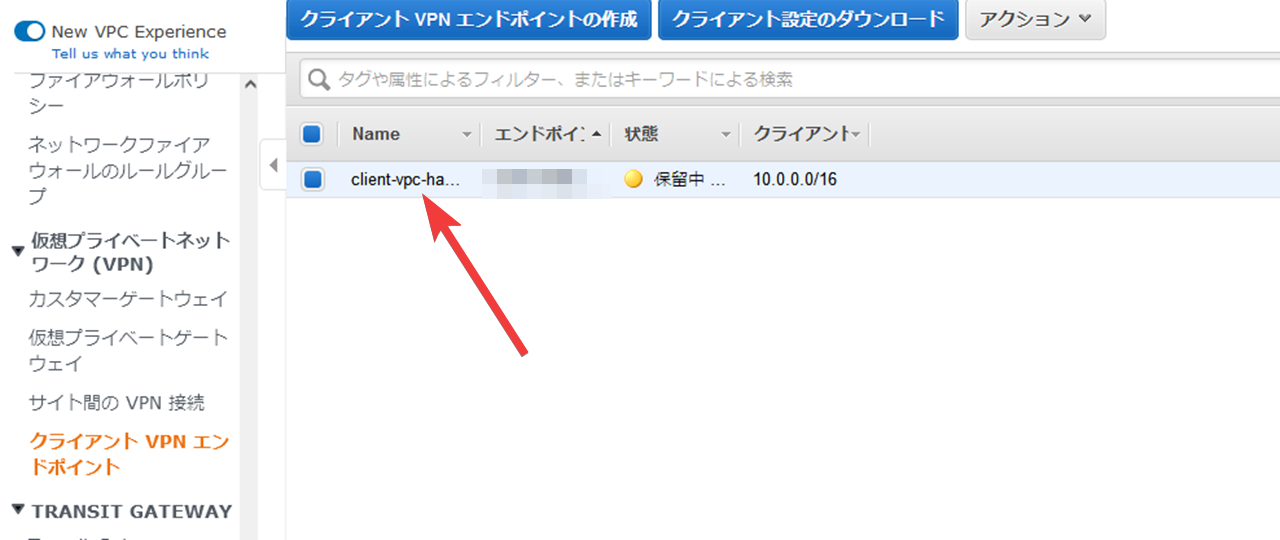 New VPC Experience
Tell us what you think
ファイアウォールポリ
シー
ネットワークファイア
ウォールのルールグルー
プ
仮想プライベートネット
ワーク (VPN)
カスタマーゲートウェイ
仮想プライベートゲート
ウェイ
サイト間の VPN 接続
クライアント VPN エン
ドポイント
TRANSIT GATEWAY
クライアント VPN エンドポイントの作成
クライアント設定のダウンロード
アクション
タグや属性によるフィルター、またはキーワードによる検索
Name エンドポイン 状態 クライアント
client-vpc-ha... 保留中 ... 10.0.0.0/16